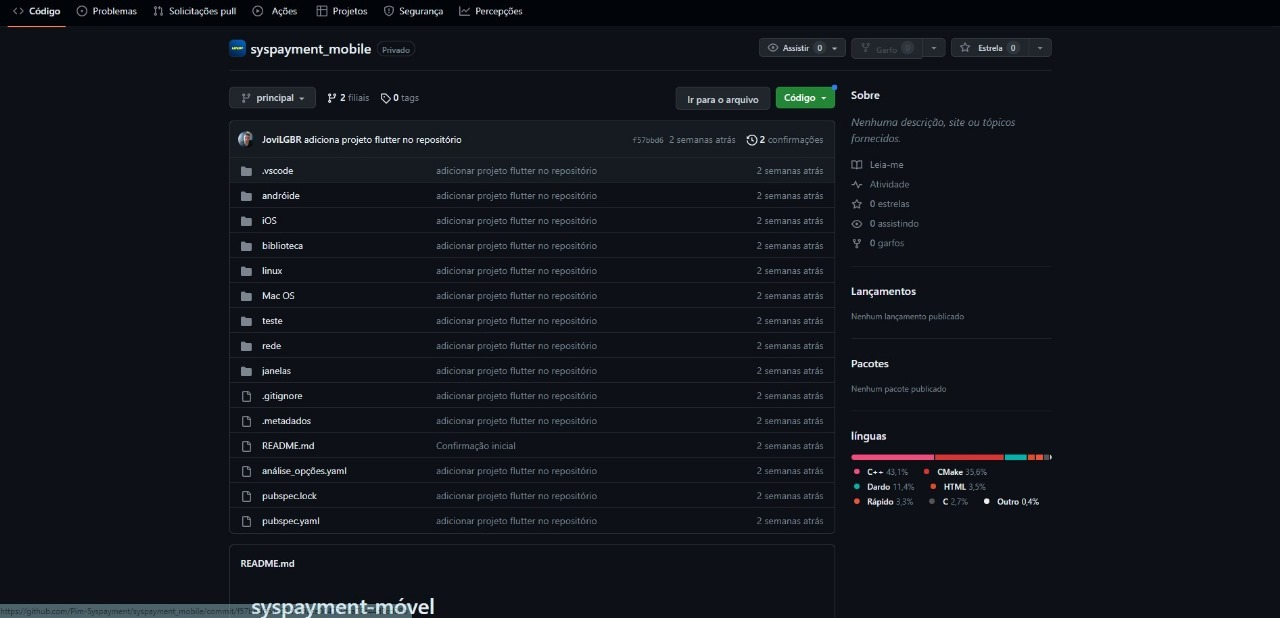 Código Problemas Solicitações pull Ações Projetos Segurança Percepções
syspayment_mobile Privado Assistir 0 Garfo 0 Estrela 0
principal 2 filiais 0 tags Ir para o arquivo Código
JoviLGBR adiciona projeto flutter no repositório f57bbd6 2 semanas atrás 2 confirmações
.vscode adicionar projeto flutter no repositório 2 semanas atrás
andróide adicionar projeto flutter no repositório 2 semanas atrás
iOS adicionar projeto flutter no repositório 2 semanas atrás
biblioteca adicionar projeto flutter no repositório 2 semanas atrás
linux adicionar projeto flutter no repositório 2 semanas atrás
Mac OS adicionar projeto flutter no repositório 2 semanas atrás
teste adicionar projeto flutter no repositório 2 semanas atrás
rede adicionar projeto flutter no repositório 2 semanas atrás
janelas adicionar projeto flutter no repositório 2 semanas atrás
.gitignore adicionar projeto flutter no repositório 2 semanas atrás
.metadados adicionar projeto flutter no repositório 2 semanas atrás
README.md Confirmação inicial 2 semanas atrás
análise_opções.yaml adicionar projeto flutter no repositório 2 semanas atrás
pubspec.lock adicionar projeto flutter no repositório 2 semanas atrás
pubspec.yaml adicionar projeto flutter no repositório 2 semanas atrás
README.md
syspayment-móvel
Sobre
Nenhuma descrição, site ou tópicos
fornecidos.
Leia-me
Atividade
0 estrelas
0 assistindo
0 garfos
Lançamentos
Nenhum lançamento publicado
Pacotes
Nenhum pacote publicado
línguas
C++ 43,1% CMake 35,6%
Dardo 11,4% HTML 3,5%
Rápido 3,3% C 2,7% Outro 0,4%
https://github.com/Pim-Syspayment/syspayment_mobile/commit/f57b